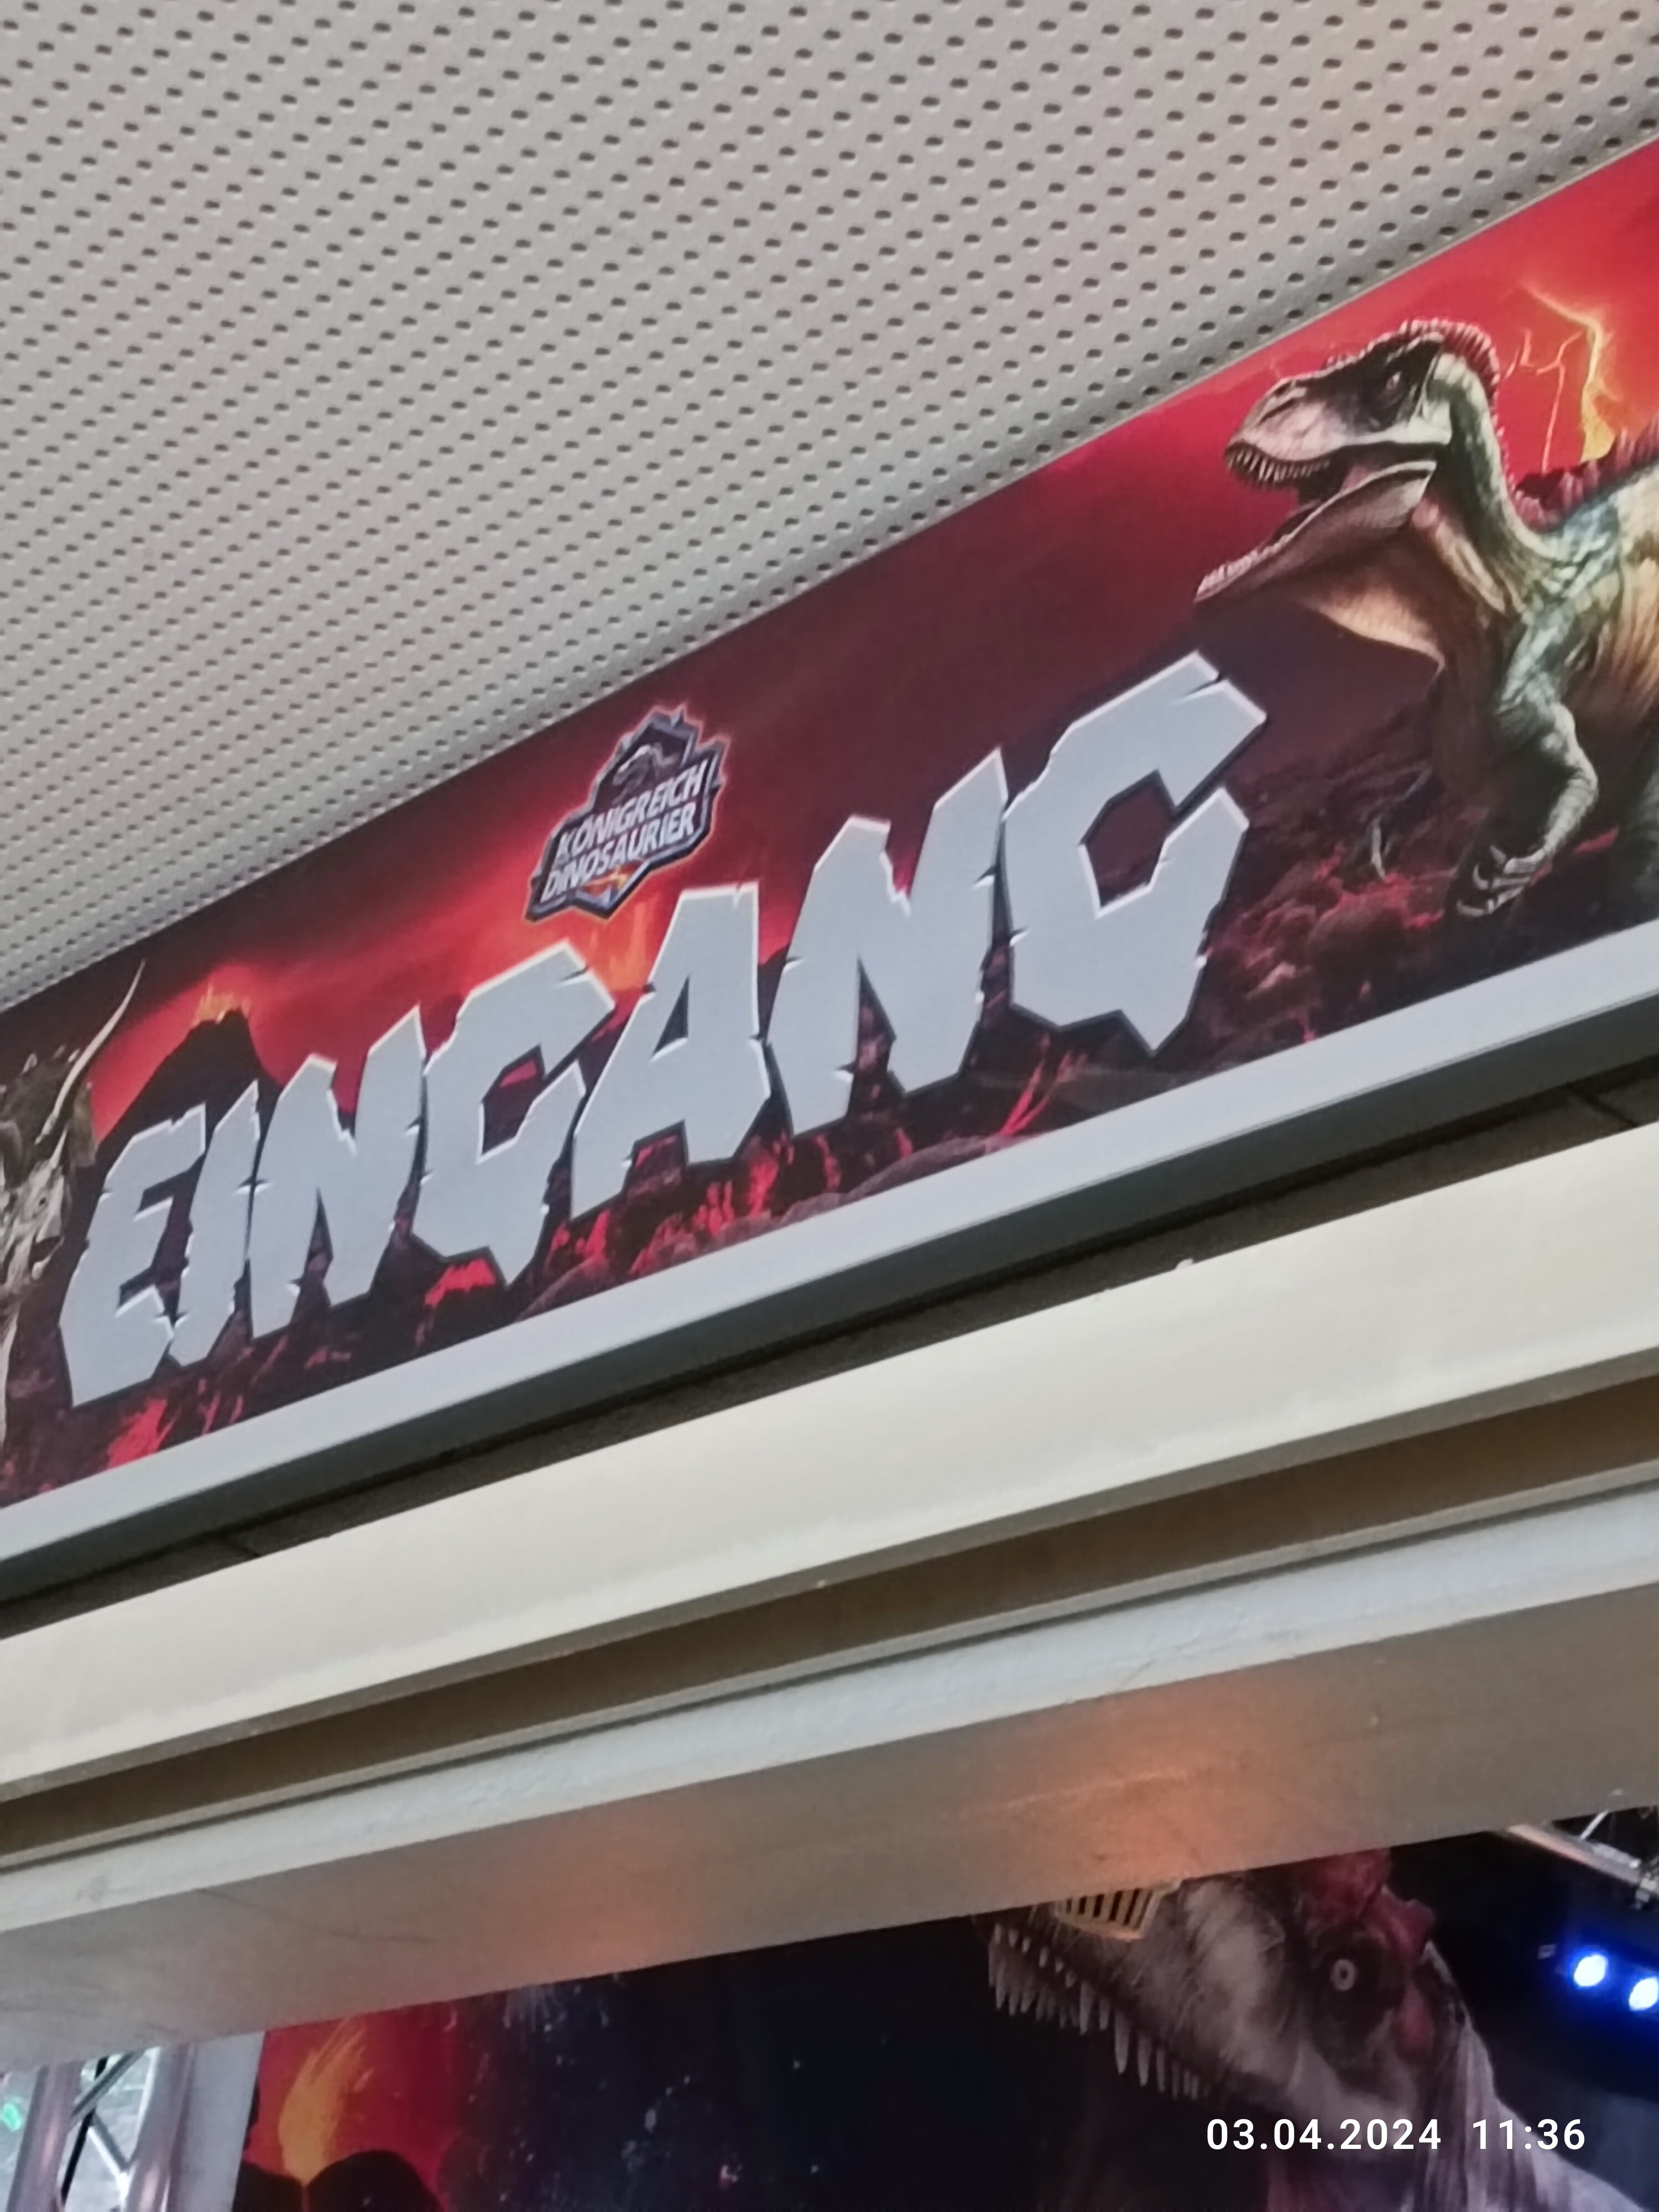 KÖNIGREICH
DINOSAURIER
EINGANG
03.04.2024 11:36